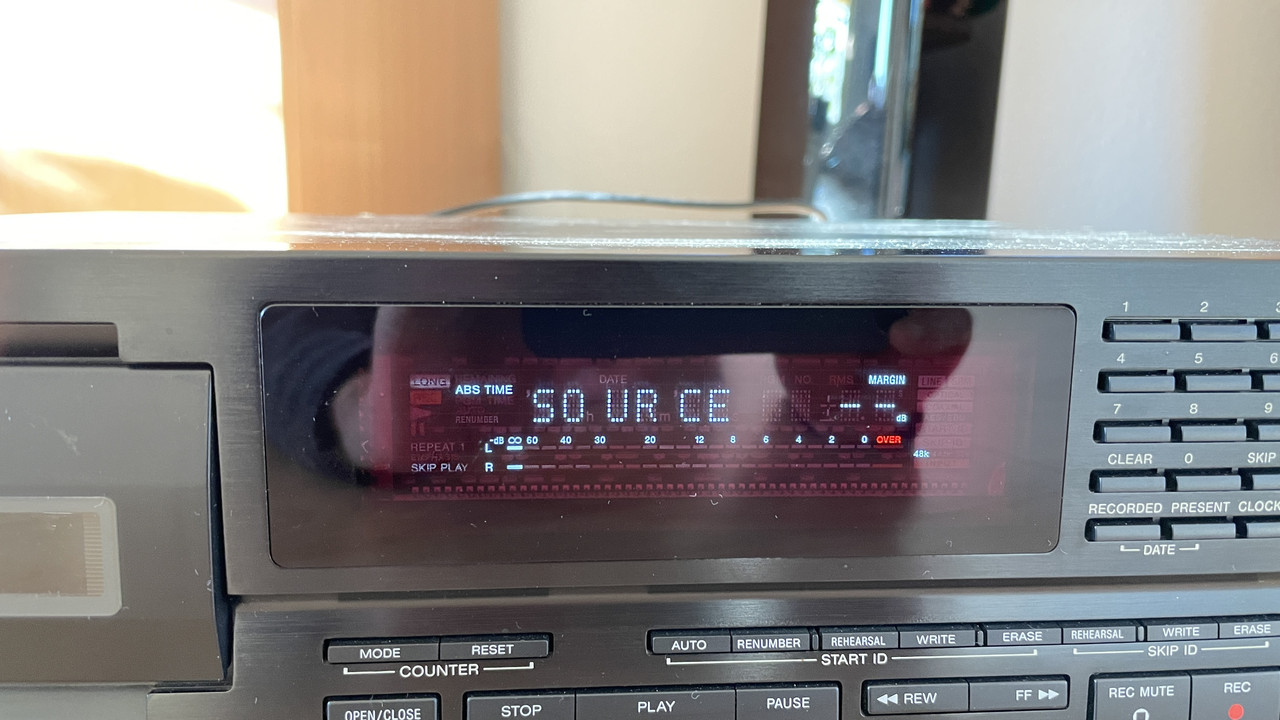 1 2
LONG DATE NO. RMS MARGIN
ABS TIME SOURCE -- dB
RENUMBER
4 5 6
-dB ∞ 60 40 30 20 12 8 6 4 2 0 OVER
REPEAT 1 L
SKIP PLAY R 48k
7 8 9
CLEAR 0 SKIP
RECORDED PRESENT CLOCK
DATE
MODE RESET
COUNTER
AUTO RENUMBER REHEARSAL WRITE ERASE REHEARSAL WRITE ERASE
START ID SKIP ID
OPEN/CLOSE STOP PLAY PAUSE ◀◀ REW FF ▶▶ REC MUTE REC